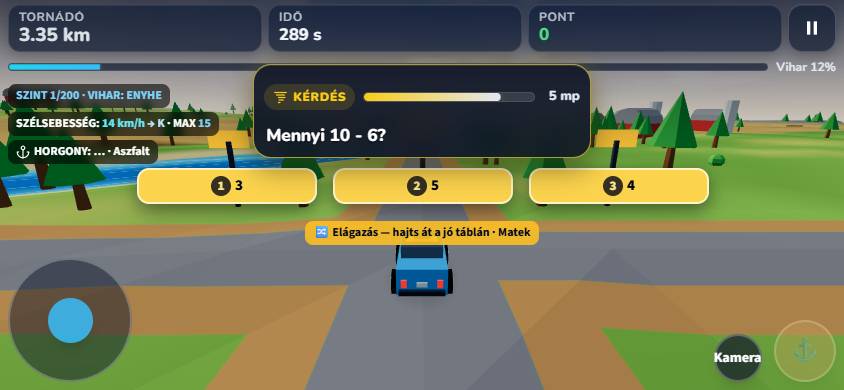 TORNÁDÓ
3.35 km
IDŐ
289 s
PONT
0
Vihar 12%
SZINT 1/200 · VIHAR: ENYHE
SZÉLSEBESSÉG: 14 km/h → K · MAX 15
HORGONY: ... · Aszfalt
KÉRDÉS
5 mp
Mennyi 10 - 6?
1 3
2 5
3 4
Elágazás — hajts át a jó táblán · Matek
Kamera